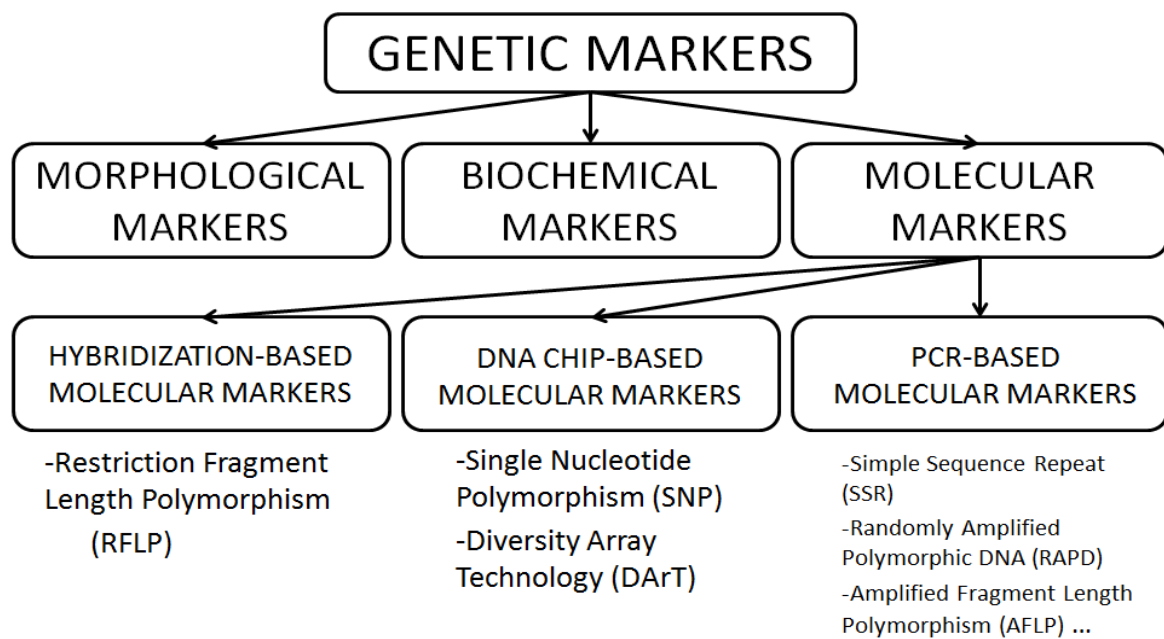 GENETIC MARKERS
MORPHOLOGICAL
MARKERS
BIOCHEMICAL
MARKERS
MOLECULAR
MARKERS
HYBRIDIZATION-BASED
MOLECULAR MARKERS
DNA CHIP-BASED
MOLECULAR MARKERS
PCR-BASED
MOLECULAR MARKERS
-Restriction Fragment
Length Polymorphism
(RFLP)
-Single Nucleotide
Polymorphism (SNP)
-Diversity Array
Technology (DArT)
-Simple Sequence Repeat
(SSR)
-Randomly Amplified
Polymorphic DNA (RAPD)
-Amplified Fragment Length
Polymorphism (AFLP) ...